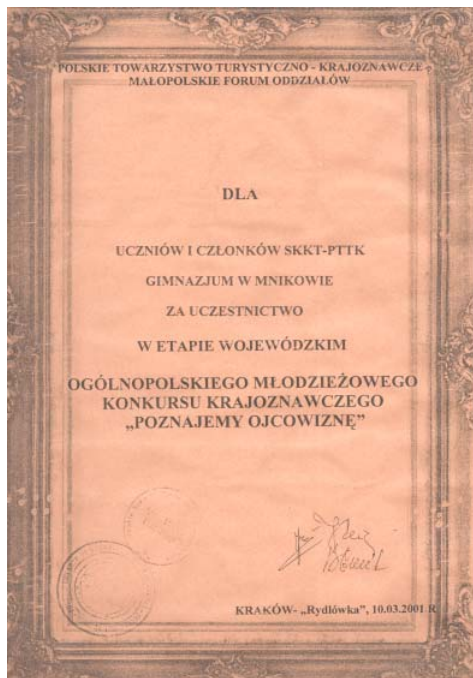 POLSKIE TOWARZYSTWO TURYSTYCZNO - KRAJOZNAWCZE
MAŁOPOLSKIE FORUM ODDZIAŁÓW
DLA
UCZNIÓW I CZŁONKÓW SKKT-PTTK
GIMNAZJUM W MNIKOWIE
ZA UCZESTNICTWO
W ETAPIE WOJEWÓDZKIM
OGÓLNOPOLSKIEGO MŁODZIEŻOWEGO
KONKURSU KRAJOZNAWCZEGO
„POZNAJEMY OJCOWIZNĘ”
KRAKÓW- „Rydlówka”, 10.03.2001 R